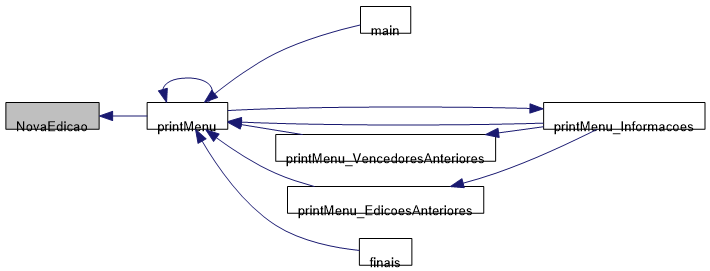 main
NovaEdicao
printMenu
printMenu_Informacoes
printMenu_VencedoresAnteriores
printMenu_EdicoesAnteriores
finais